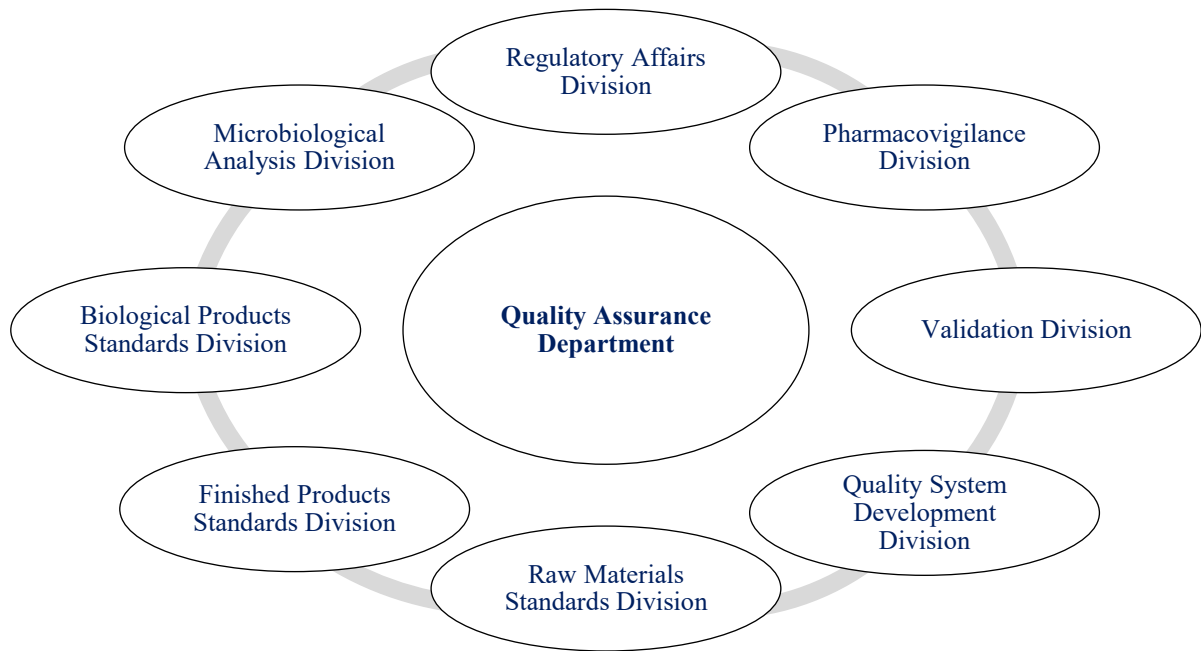 Regulatory Affairs
Division
Pharmacovigilance
Division
Validation Division
Quality System
Development
Division
Raw Materials
Standards Division
Finished Products
Standards Division
Biological Products
Standards Division
Microbiological
Analysis Division
Quality Assurance
Department